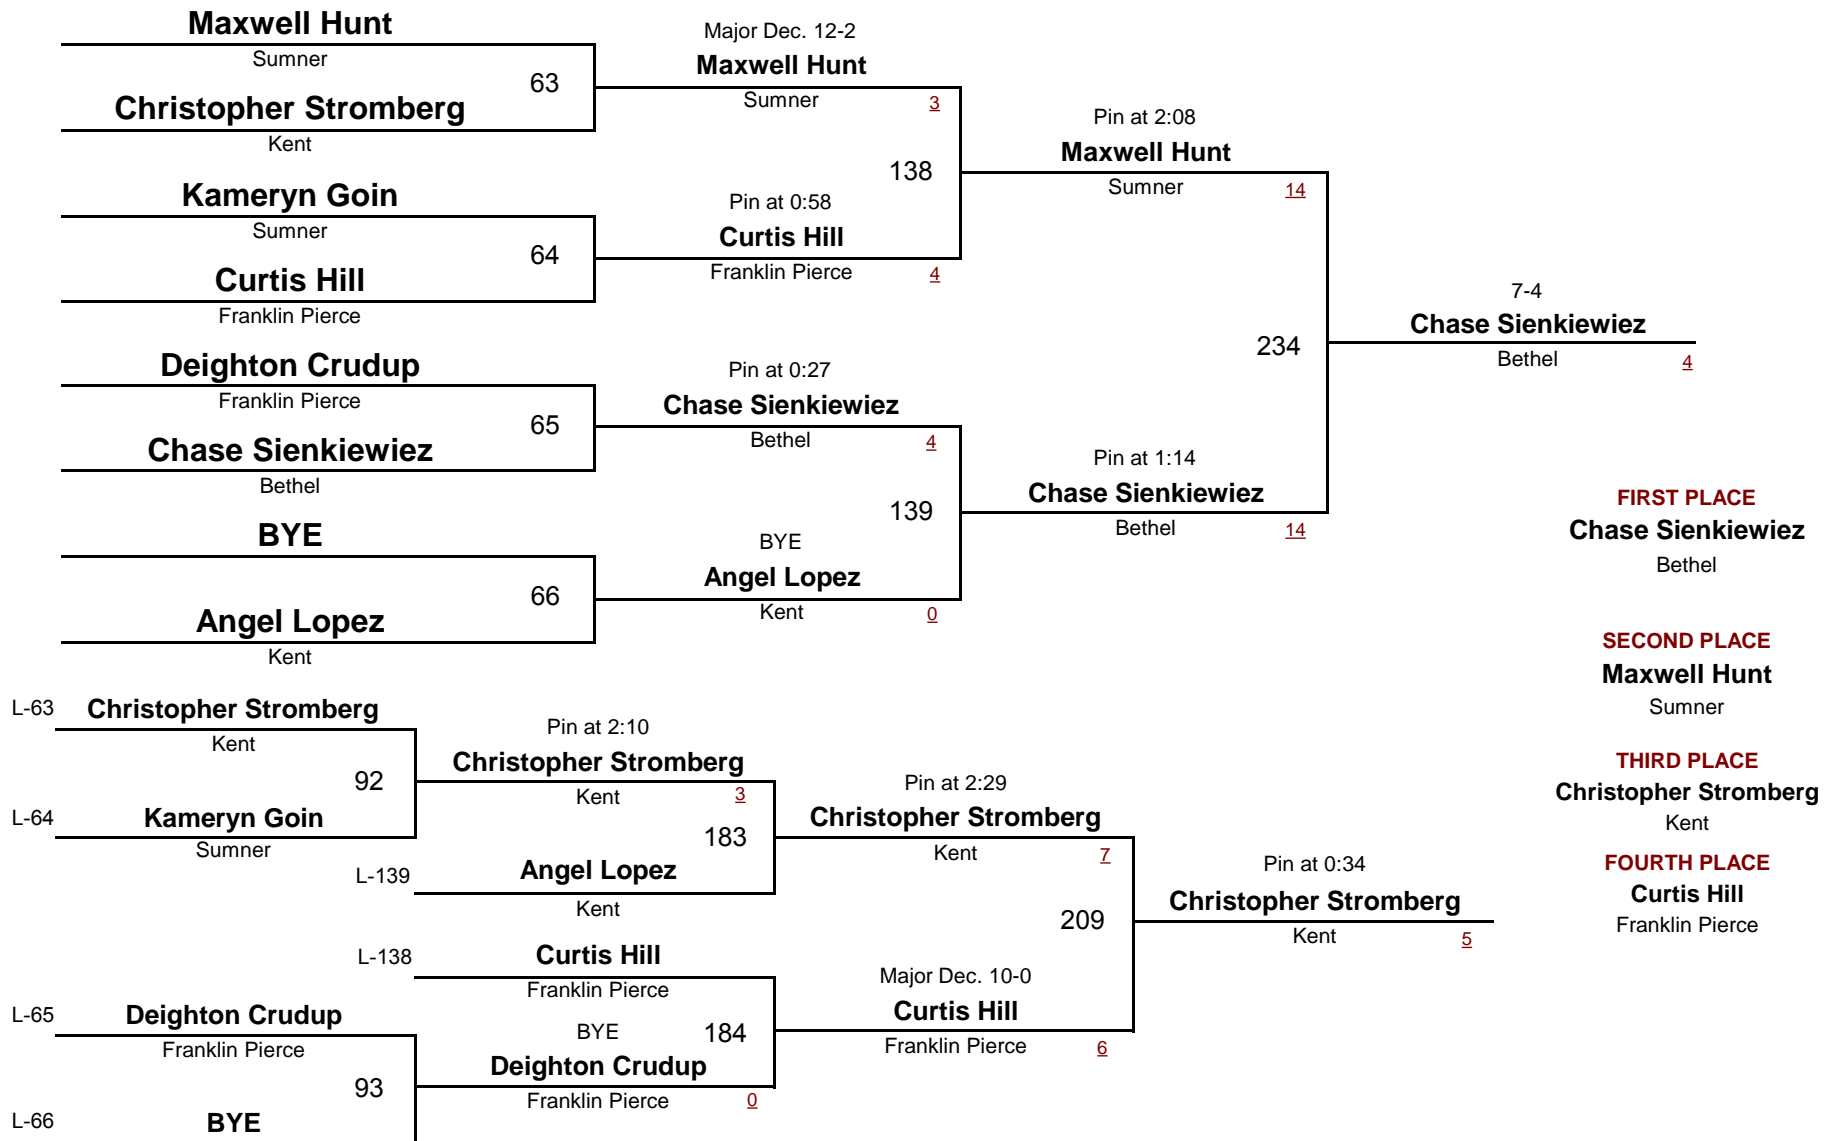 Maxwell Hunt
Sumner
63
Christopher Stromberg
Kent
Kameryn Goin
Sumner
64
Curtis Hill
Franklin Pierce
Deighton Crudup
Franklin Pierce
65
Chase Sienkiewiez
Bethel
BYE
66
Angel Lopez
Kent
Major Dec. 12-2
Maxwell Hunt
Sumner
3
138
Pin at 0:58
Curtis Hill
Franklin Pierce
4
Pin at 0:27
Chase Sienkiewiez
Bethel
4
139
BYE
Angel Lopez
Kent
0
Pin at 2:08
Maxwell Hunt
Sumner
14
234
Pin at 1:14
Chase Sienkiewiez
Bethel
14
7-4
Chase Sienkiewiez
Bethel
4
FIRST PLACE
Chase Sienkiewiez
Bethel
SECOND PLACE
Maxwell Hunt
Sumner
THIRD PLACE
Christopher Stromberg
Kent
FOURTH PLACE
Curtis Hill
Franklin Pierce
L-63
Christopher Stromberg
Kent
92
L-64
Kameryn Goin
Sumner
Pin at 2:10
Christopher Stromberg
Kent
3
183
L-139
Angel Lopez
Kent
L-138
Curtis Hill
Franklin Pierce
L-65
Deighton Crudup
Franklin Pierce
93
L-66
BYE
BYE
184
Deighton Crudup
Franklin Pierce
0
Pin at 2:29
Christopher Stromberg
Kent
7
209
Major Dec. 10-0
Curtis Hill
Franklin Pierce
6
Pin at 0:34
Christopher Stromberg
Kent
5